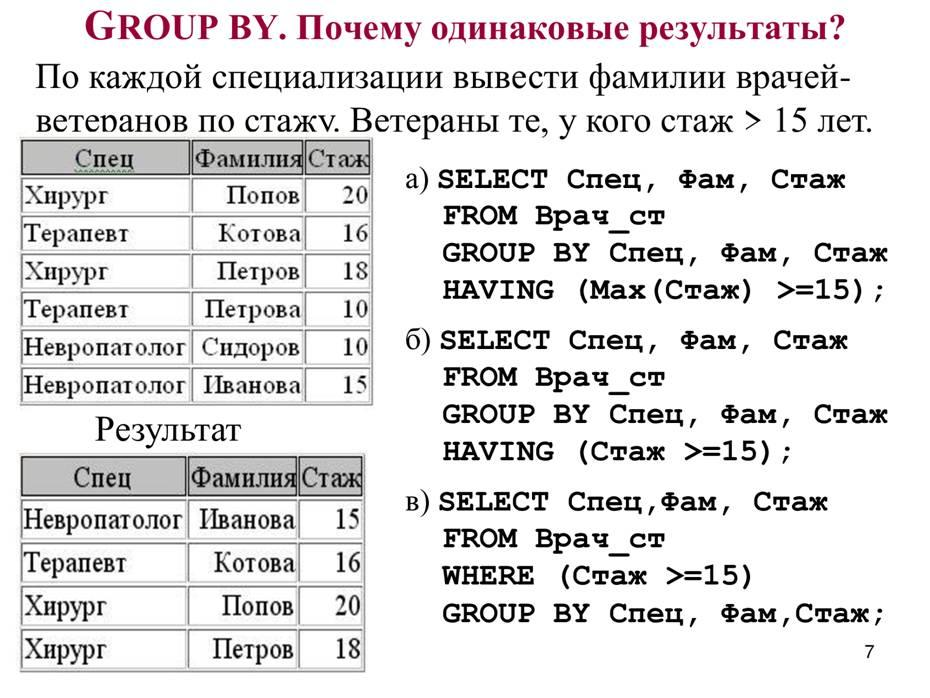 GROUP BY. Почему одинаковые результаты?
По каждой специализации вывести фамилии врачей-
ветеранов по стажу. Ветераны те, у кого стаж > 15 лет.
Спец Фамилия Стаж
Хирург Попов 20
Терапевт Котова 16
Хирург Петров 18
Терапевт Петрова 10
Невропатолог Сидоров 10
Невропатолог Иванова 15
Результат
Спец Фамилия Стаж
Невропатолог Иванова 15
Терапевт Котова 16
Хирург Попов 20
Хирург Петров 18
а) SELECT Спец, Фам, Стаж
FROM Врач_ст
GROUP BY Спец, Фам, Стаж
HAVING (Max(Стаж) >=15);
б) SELECT Спец, Фам, Стаж
FROM Врач_ст
GROUP BY Спец, Фам, Стаж
HAVING (Стаж >=15);
в) SELECT Спец,Фам, Стаж
FROM Врач_ст
WHERE (Стаж >=15)
GROUP BY Спец, Фам,Стаж;
7